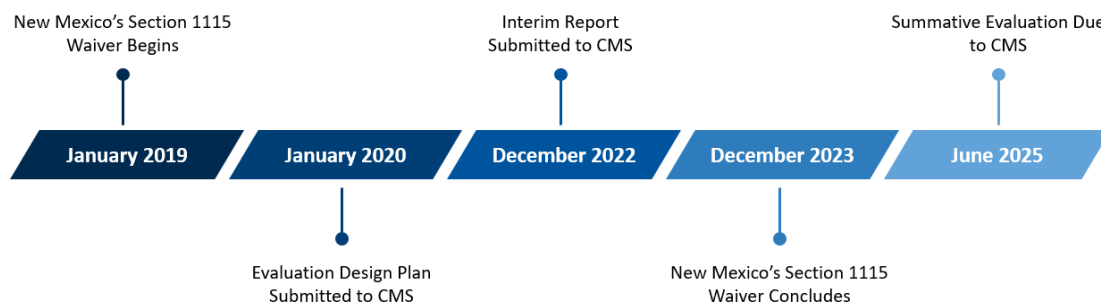 New Mexico's Section 1115
Waiver Begins
Interim Report
Submitted to CMS
Summative Evaluation Due
to CMS
January 2019
January 2020
December 2022
December 2023
June 2025
Evaluation Design Plan
Submitted to CMS
New Mexico's Section 1115
Waiver Concludes